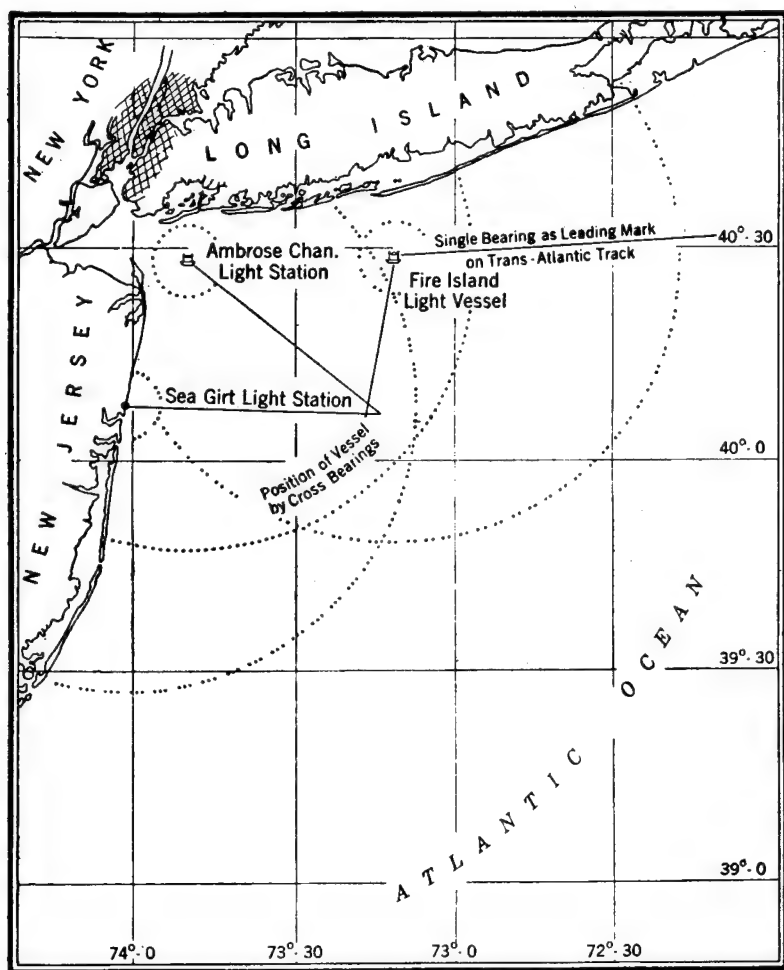 NEW YORK
LONG ISLAND
Ambrose Chan.
Light Station
Single Bearing as Leading Mark
on Trans-Atlantic Track
40°·30
Fire Island
Light Vessel
NEW JERSEY
Sea Girt Light Station
Position of Vessel
by Cross Bearings
40°·0
39°·30
ATLANTIC OCEAN
39°·0
74°·0
73°·30
73°·0
72°·30